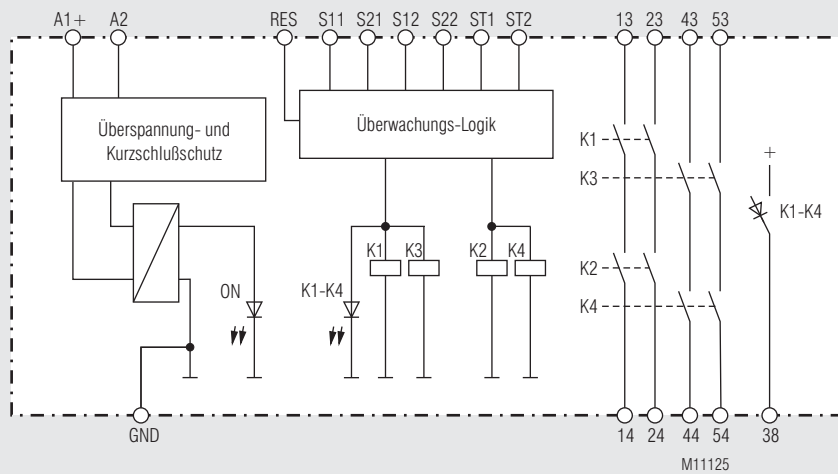 A1+ A2 RES S11 S21 S12 S22 ST1 ST2 13 23 43 53
Überspannung- und
Kurzschlußschutz
Überwachungs-Logik
K1
K3
+
K1-K4
K1 K3 K2 K4
K2
ON K1-K4
K4
GND 14 24 44 54 38
M11125